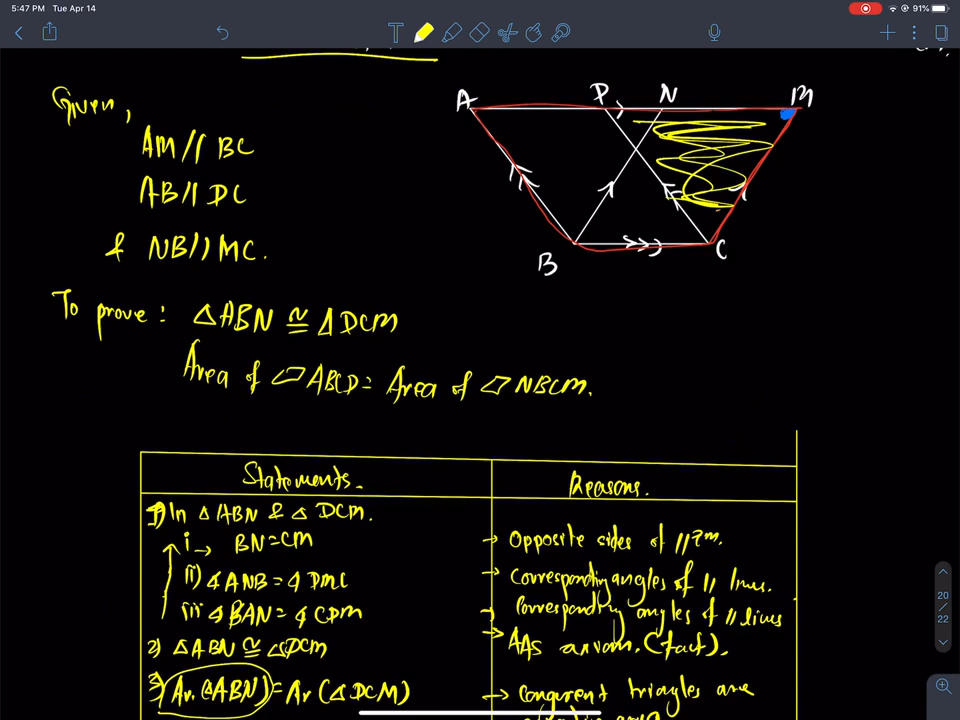 5:47 PM Tue Apr 14
91%
Given,
AM // BC
AB // DC
& NB // MC.
A P N M
B C
To prove: △ABN ≅ △DCM
Area of ▱ABCD = Area of ▱NBCM.
Statements. Reasons.
1) In △ABN & △DCM.
i → BN = CM → Opposite sides of //gm.
ii) ∠ANB = ∠DMC → Corresponding angles of // lines.
iii ∠BAN = ∠CDM → Corresponding angles of // lines
2) △ABN ≅ △DCM → AAS axiom. (fact).
3) Ar. (△ABN) = Ar (△DCM) → Congruent triagles are
20
22